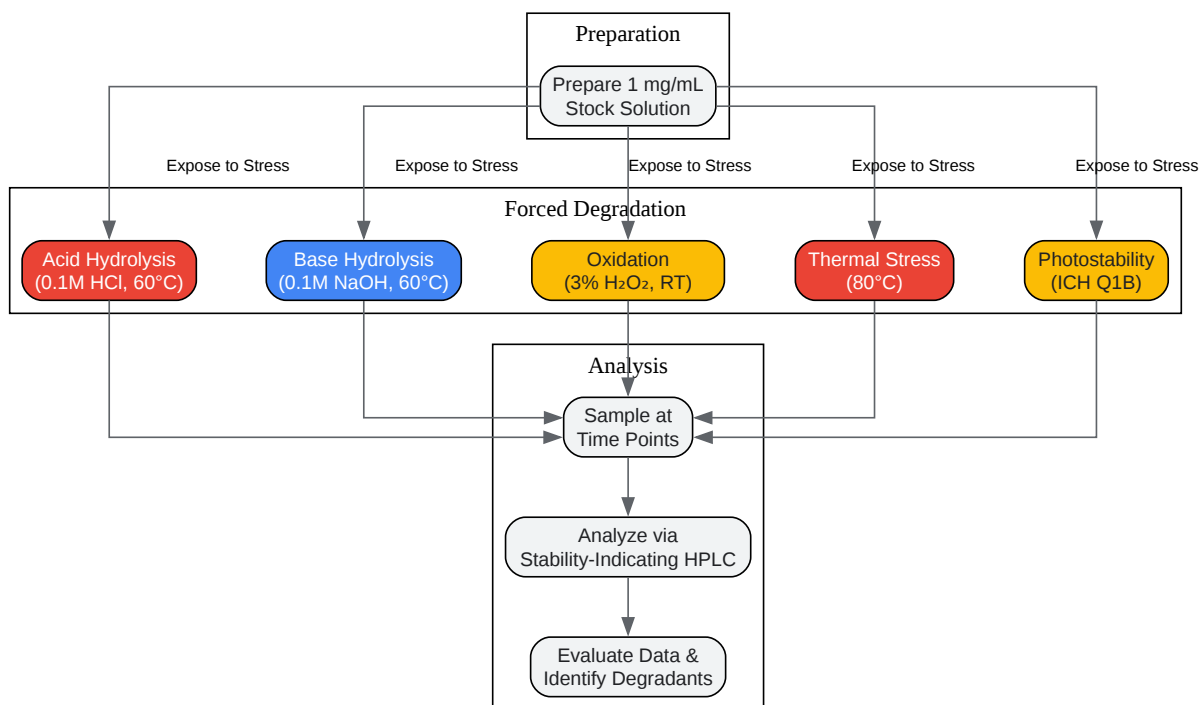 Preparation
Prepare 1 mg/mL
Stock Solution
Expose to Stress
Expose to Stress
Expose to Stress
Expose to Stress
Expose to Stress
Forced Degradation
Acid Hydrolysis
(0.1M HCl, 60°C)
Base Hydrolysis
(0.1M NaOH, 60°C)
Oxidation
(3% H₂O₂, RT)
Thermal Stress
(80°C)
Photostability
(ICH Q1B)
Analysis
Sample at
Time Points
Analyze via
Stability-Indicating HPLC
Evaluate Data &
Identify Degradants